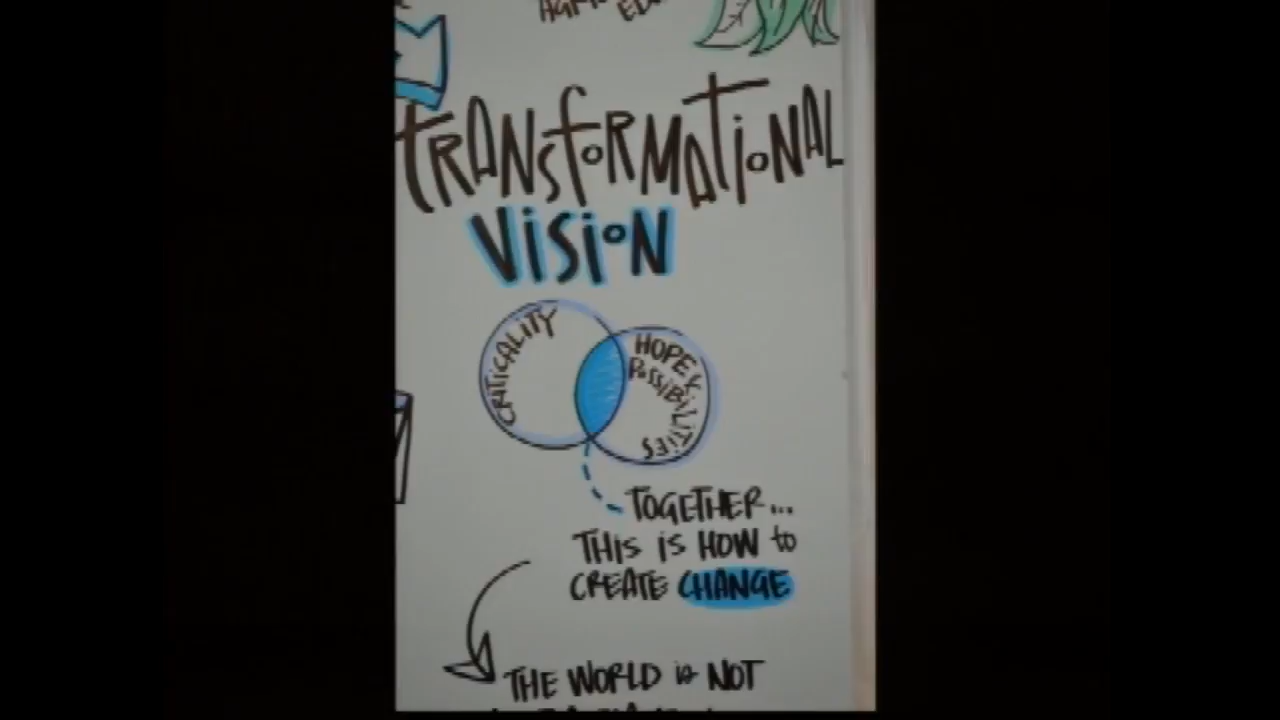 TRANSFORMATIONAL
VISION
CRITICALITY
HOPE &
POSSIBILITIES
TOGETHER...
THIS IS HOW to
CREATE CHANGE
THE WORLD is NOT